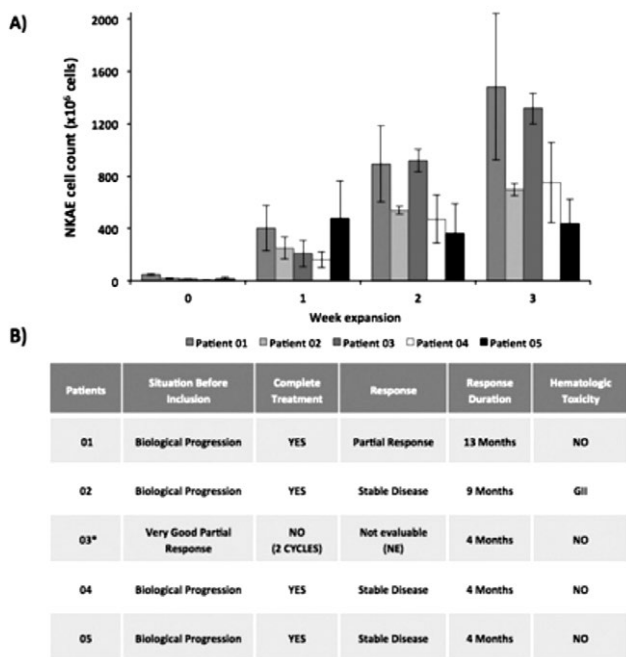 A)
2000
1600
1200
800
400
0
NKAE cell count (x10⁶ cells)
0 1 2 3
Week expansion
Patient 01 Patient 02 Patient 03 Patient 04 Patient 05
B)
Patients Situation Before Inclusion Complete Treatment Response Response Duration Hematologic Toxicity
01 Biological Progression YES Partial Response 13 Months NO
02 Biological Progression YES Stable Disease 9 Months GII
03* Very Good Partial Response NO (2 CYCLES) Not evaluable (NE) 4 Months NO
04 Biological Progression YES Stable Disease 4 Months NO
05 Biological Progression YES Stable Disease 4 Months NO